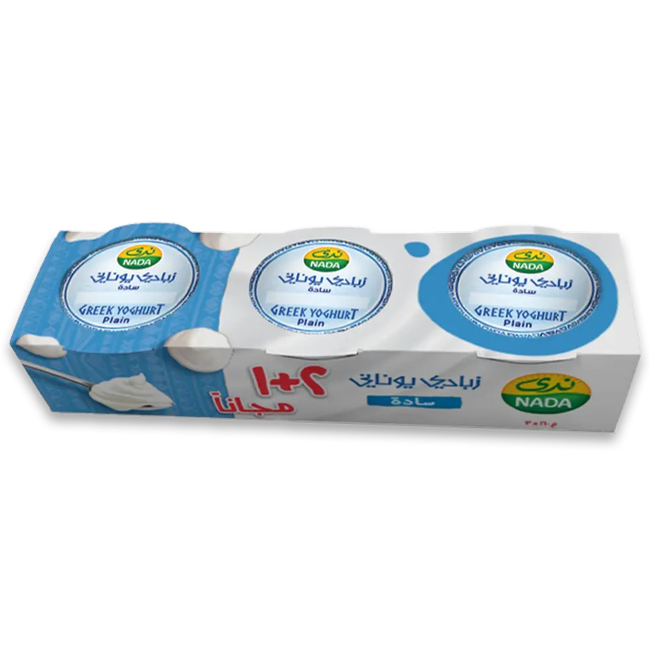 ندى
NADA
زبادي يوناني
سادة
GREEK YOGHURT
Plain
ندى
NADA
زبادي يوناني
سادة
GREEK YOGHURT
Plain
ندى
NADA
زبادي يوناني
سادة
GREEK YOGHURT
Plain
٢+١
مجاناً
زبادي يوناني
سادة
ندى
NADA